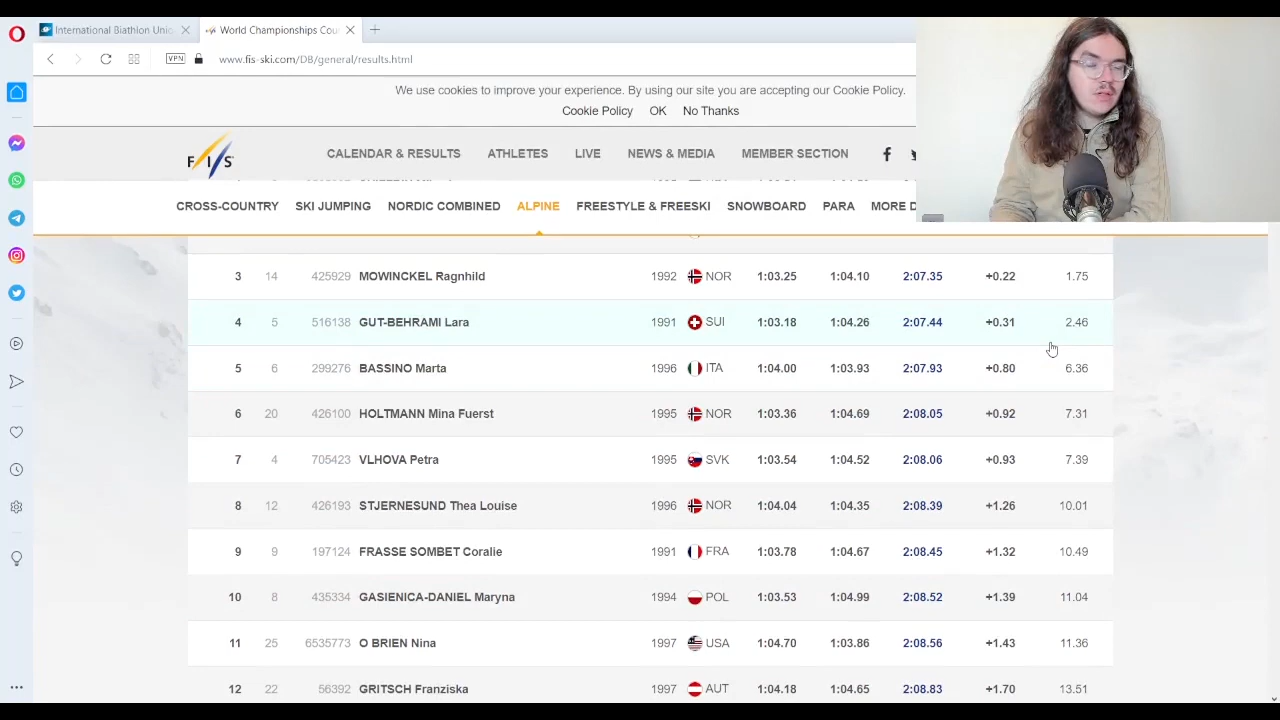 International Biathlon Unio
World Championships Cou
VPN
www.fis-ski.com/DB/general/results.html
We use cookies to improve your experience. By using our site you are accepting our Cookie Policy.
Cookie Policy OK No Thanks
FIS
CALENDAR & RESULTS ATHLETES LIVE NEWS & MEDIA MEMBER SECTION
CROSS-COUNTRY SKI JUMPING NORDIC COMBINED ALPINE FREESTYLE & FREESKI SNOWBOARD PARA MORE D
3 14 425929 MOWINCKEL Ragnhild 1992 NOR 1:03.25 1:04.10 2:07.35 +0.22 1.75
4 5 516138 GUT-BEHRAMI Lara 1991 SUI 1:03.18 1:04.26 2:07.44 +0.31 2.46
5 6 299276 BASSINO Marta 1996 ITA 1:04.00 1:03.93 2:07.93 +0.80 6.36
6 20 426100 HOLTMANN Mina Fuerst 1995 NOR 1:03.36 1:04.69 2:08.05 +0.92 7.31
7 4 705423 VLHOVA Petra 1995 SVK 1:03.54 1:04.52 2:08.06 +0.93 7.39
8 12 426193 STJERNESUND Thea Louise 1996 NOR 1:04.04 1:04.35 2:08.39 +1.26 10.01
9 9 197124 FRASSE SOMBET Coralie 1991 FRA 1:03.78 1:04.67 2:08.45 +1.32 10.49
10 8 435334 GASIENICA-DANIEL Maryna 1994 POL 1:03.53 1:04.99 2:08.52 +1.39 11.04
11 25 6535773 O BRIEN Nina 1997 USA 1:04.70 1:03.86 2:08.56 +1.43 11.36
12 22 56392 GRITSCH Franziska 1997 AUT 1:04.18 1:04.65 2:08.83 +1.70 13.51